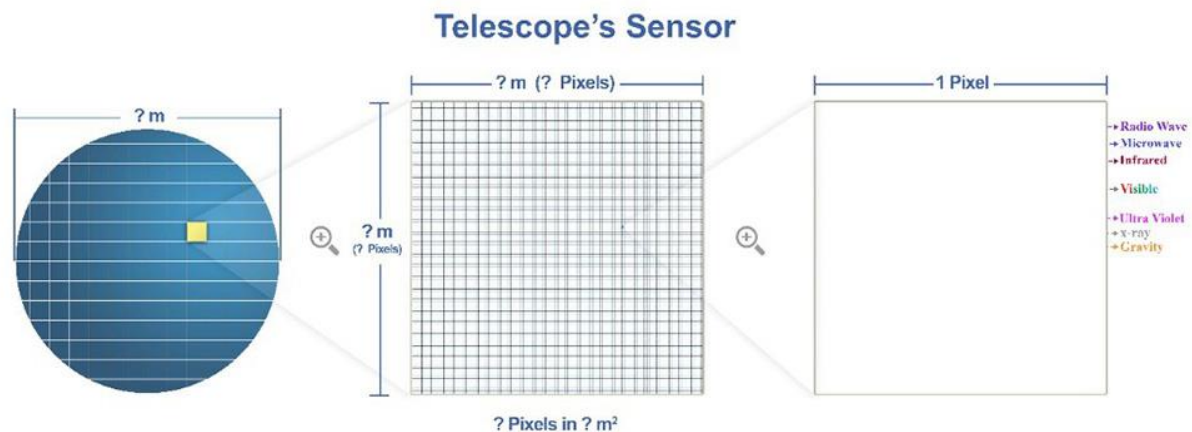 Telescope's Sensor
? m
? m (? Pixels)
? m
(? Pixels)
? Pixels in ? m²
1 Pixel
Radio Wave
Microwave
Infrared
Visible
Ultra Violet
x-ray
Gravity